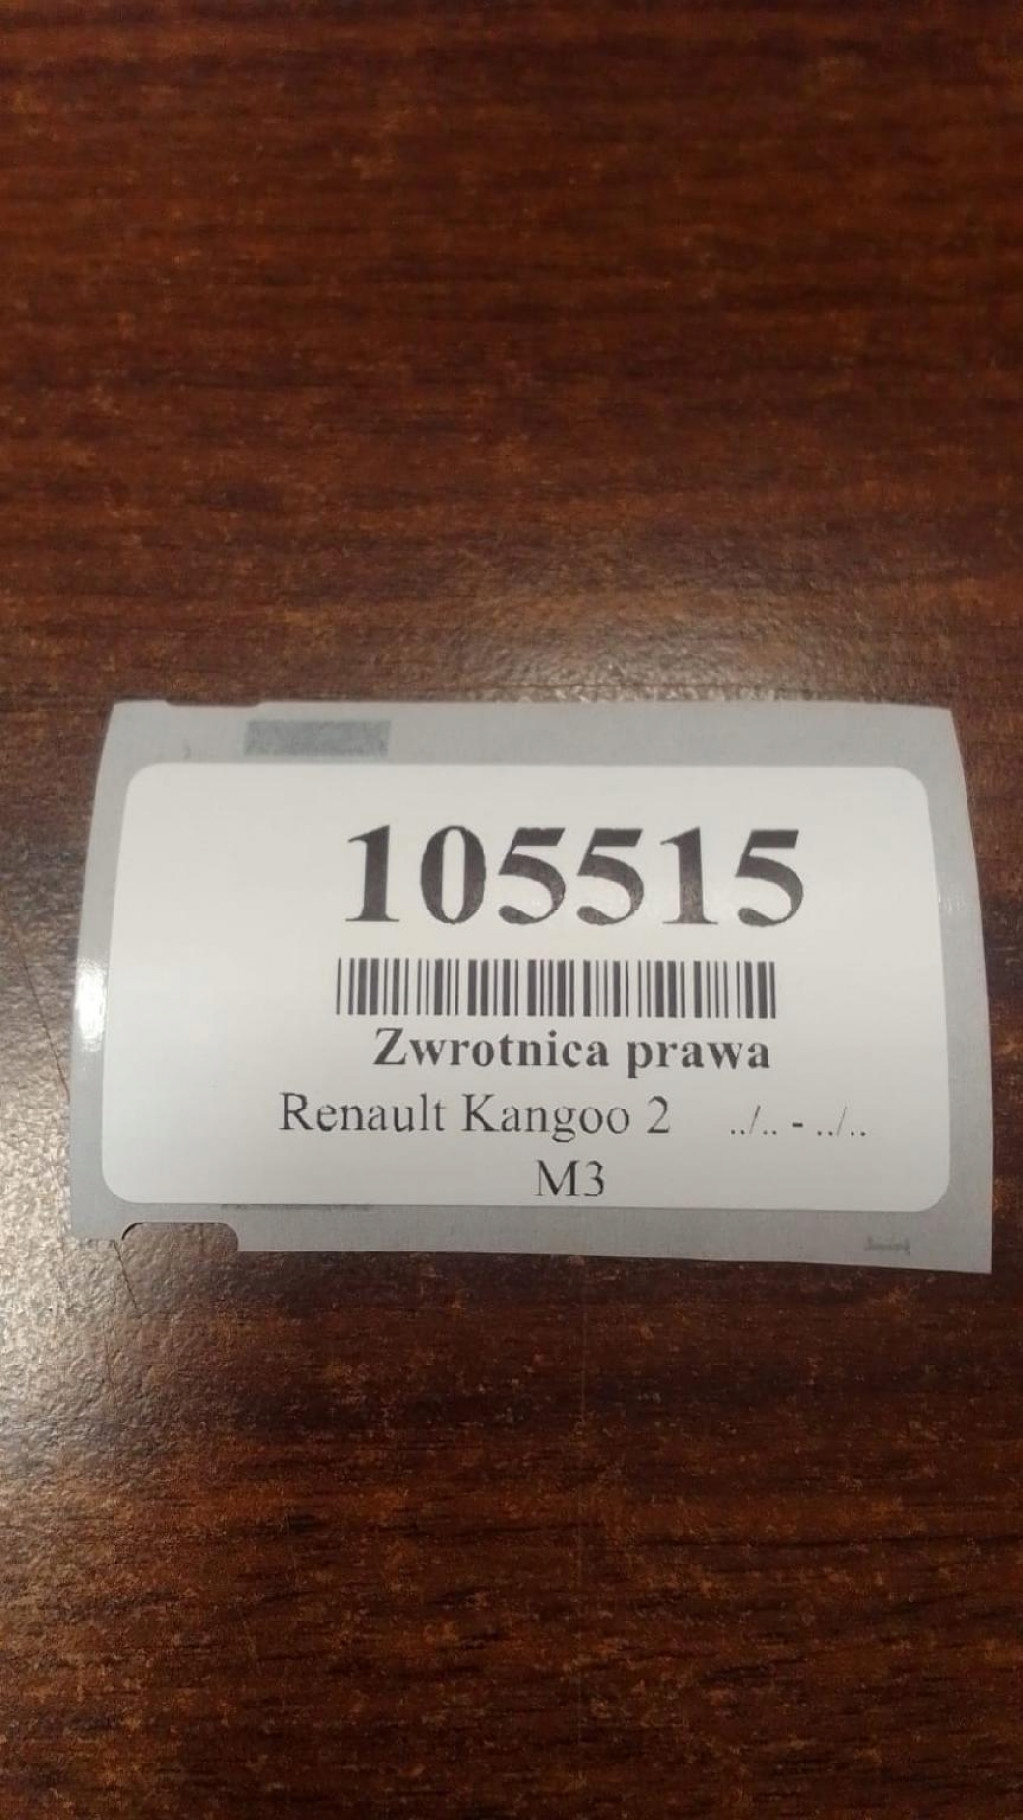 105515
Zwrotnica prawa
Renault Kangoo 2 ../.. - ../..
M3